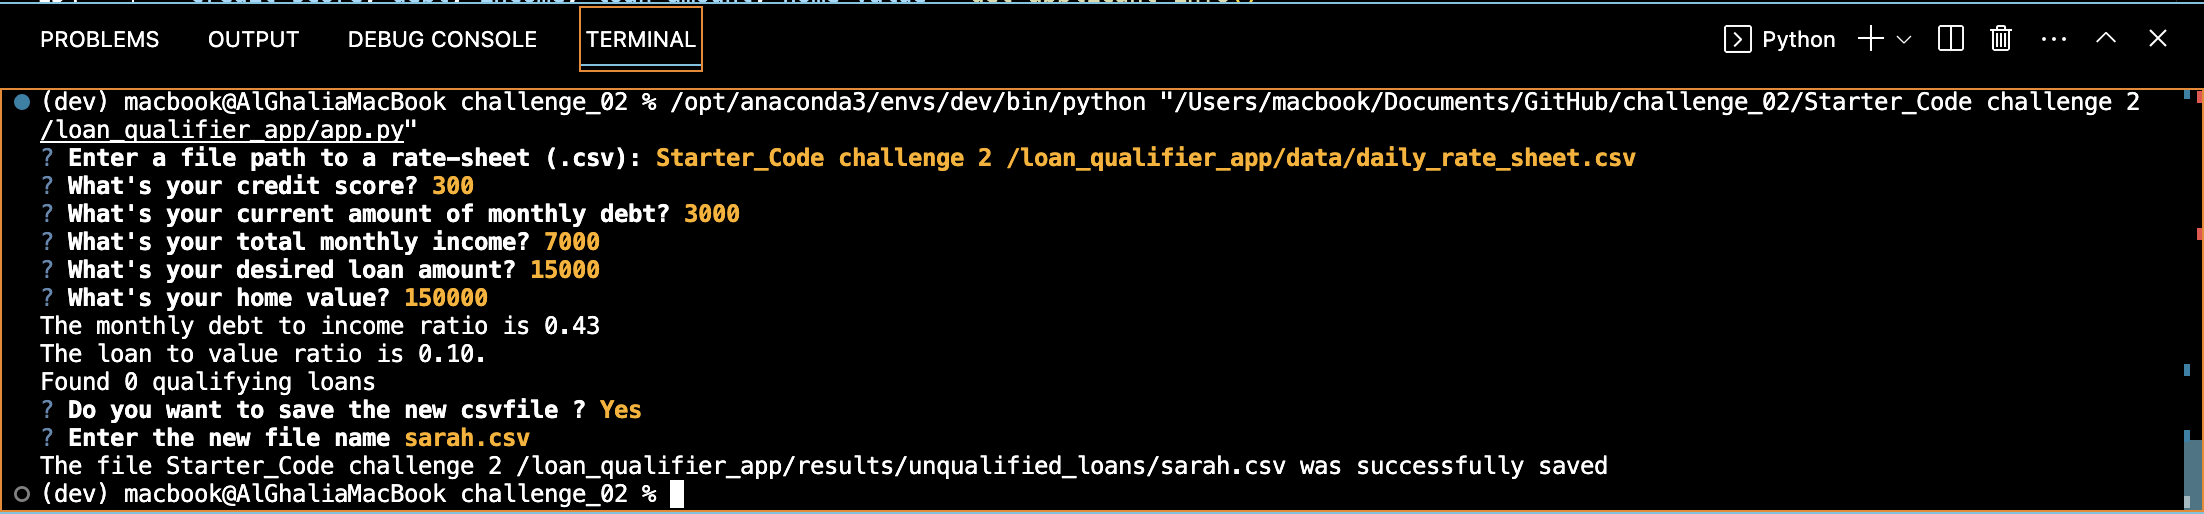 PROBLEMS OUTPUT DEBUG CONSOLE TERMINAL Python
(dev) macbook@AlGhaliaMacBook challenge_02 % /opt/anaconda3/envs/dev/bin/python "/Users/macbook/Documents/GitHub/challenge_02/Starter_Code challenge 2
/loan_qualifier_app/app.py"
? Enter a file path to a rate-sheet (.csv): Starter_Code challenge 2 /loan_qualifier_app/data/daily_rate_sheet.csv
? What's your credit score? 300
? What's your current amount of monthly debt? 3000
? What's your total monthly income? 7000
? What's your desired loan amount? 15000
? What's your home value? 150000
The monthly debt to income ratio is 0.43
The loan to value ratio is 0.10.
Found 0 qualifying loans
? Do you want to save the new csvfile ? Yes
? Enter the new file name sarah.csv
The file Starter_Code challenge 2 /loan_qualifier_app/results/unqualified_loans/sarah.csv was successfully saved
(dev) macbook@AlGhaliaMacBook challenge_02 %